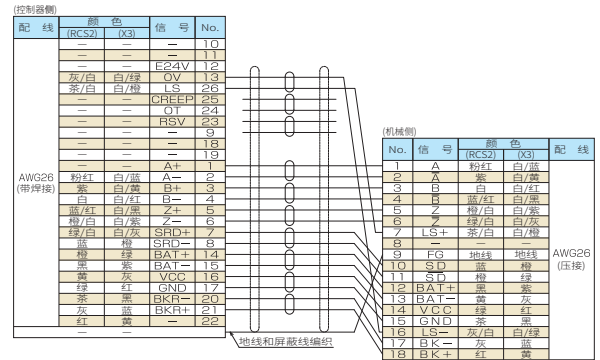 (控制器侧)
配 线 颜 色 信 号 No.
(RCS2) (X3)
— — — 10
— — — 11
— — E24V 12
灰/白 白/绿 OV 13
茶/白 白/橙 LS 26
— — CREEP 25
— — OT 24
— — RSV 23
— — — 9
— — — 18
— — — 19
— — A+ 1
粉红 白/蓝 A— 2
紫 白/黄 B+ 3
白 白/红 B— 4
蓝/红 白/黑 Z+ 5
橙/白 白/紫 Z— 6
绿/白 白/灰 SRD+ 7
蓝 橙 SRD— 8
橙 绿 BAT+ 14
黑 紫 BAT— 15
黄 灰 VCC 16
绿 红 GND 17
茶 黑 BKR— 20
灰 蓝 BKR+ 21
红 黄 — 22
— —
AWG26
(带焊接)
地线和屏蔽线编织
(机械侧)
No. 信 号 颜 色 配 线
(RCS2) (X3)
1 A 粉红 白/蓝
2 A̅ 紫 白/黄
3 B 白 白/红
4 B̅ 蓝/红 白/黑
5 Z 橙/白 白/紫
6 Z̅ 绿/白 白/灰
7 LS+ 茶/白 白/橙
8 — — —
9 FG 地线 地线
10 SD 蓝 橙
11 S̅D̅ 橙 绿
12 BAT+ 黑 紫
13 BAT— 黄 灰
14 VCC 绿 红
15 GND 茶 黑
16 LS— 灰/白 白/绿
17 BK— 灰 蓝
18 BK+ 红 黄
AWG26
(压接)